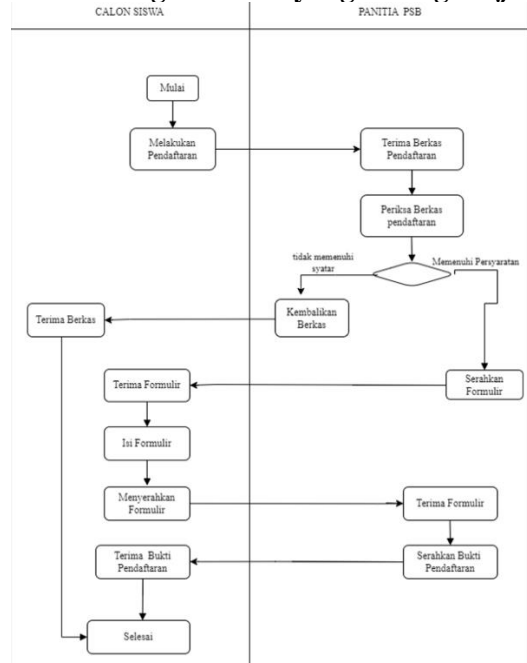 CALON SISWA
PANITIA PSB
Mulai
Melakukan
Pendaftaran
Terima Berkas
Pendaftaran
Periksa Berkas
pendaftaran
tidak memenuhi
syatar
Memenuhi Persyaratan
Kembalikan
Berkas
Terima Berkas
Serahkan
Formulir
Terima Formulir
Isi Formulir
Menyerahkan
Formulir
Terima Formulir
Serahkan Bukti
Pendaftaran
Terima Bukti
Pendaftaran
Selesai